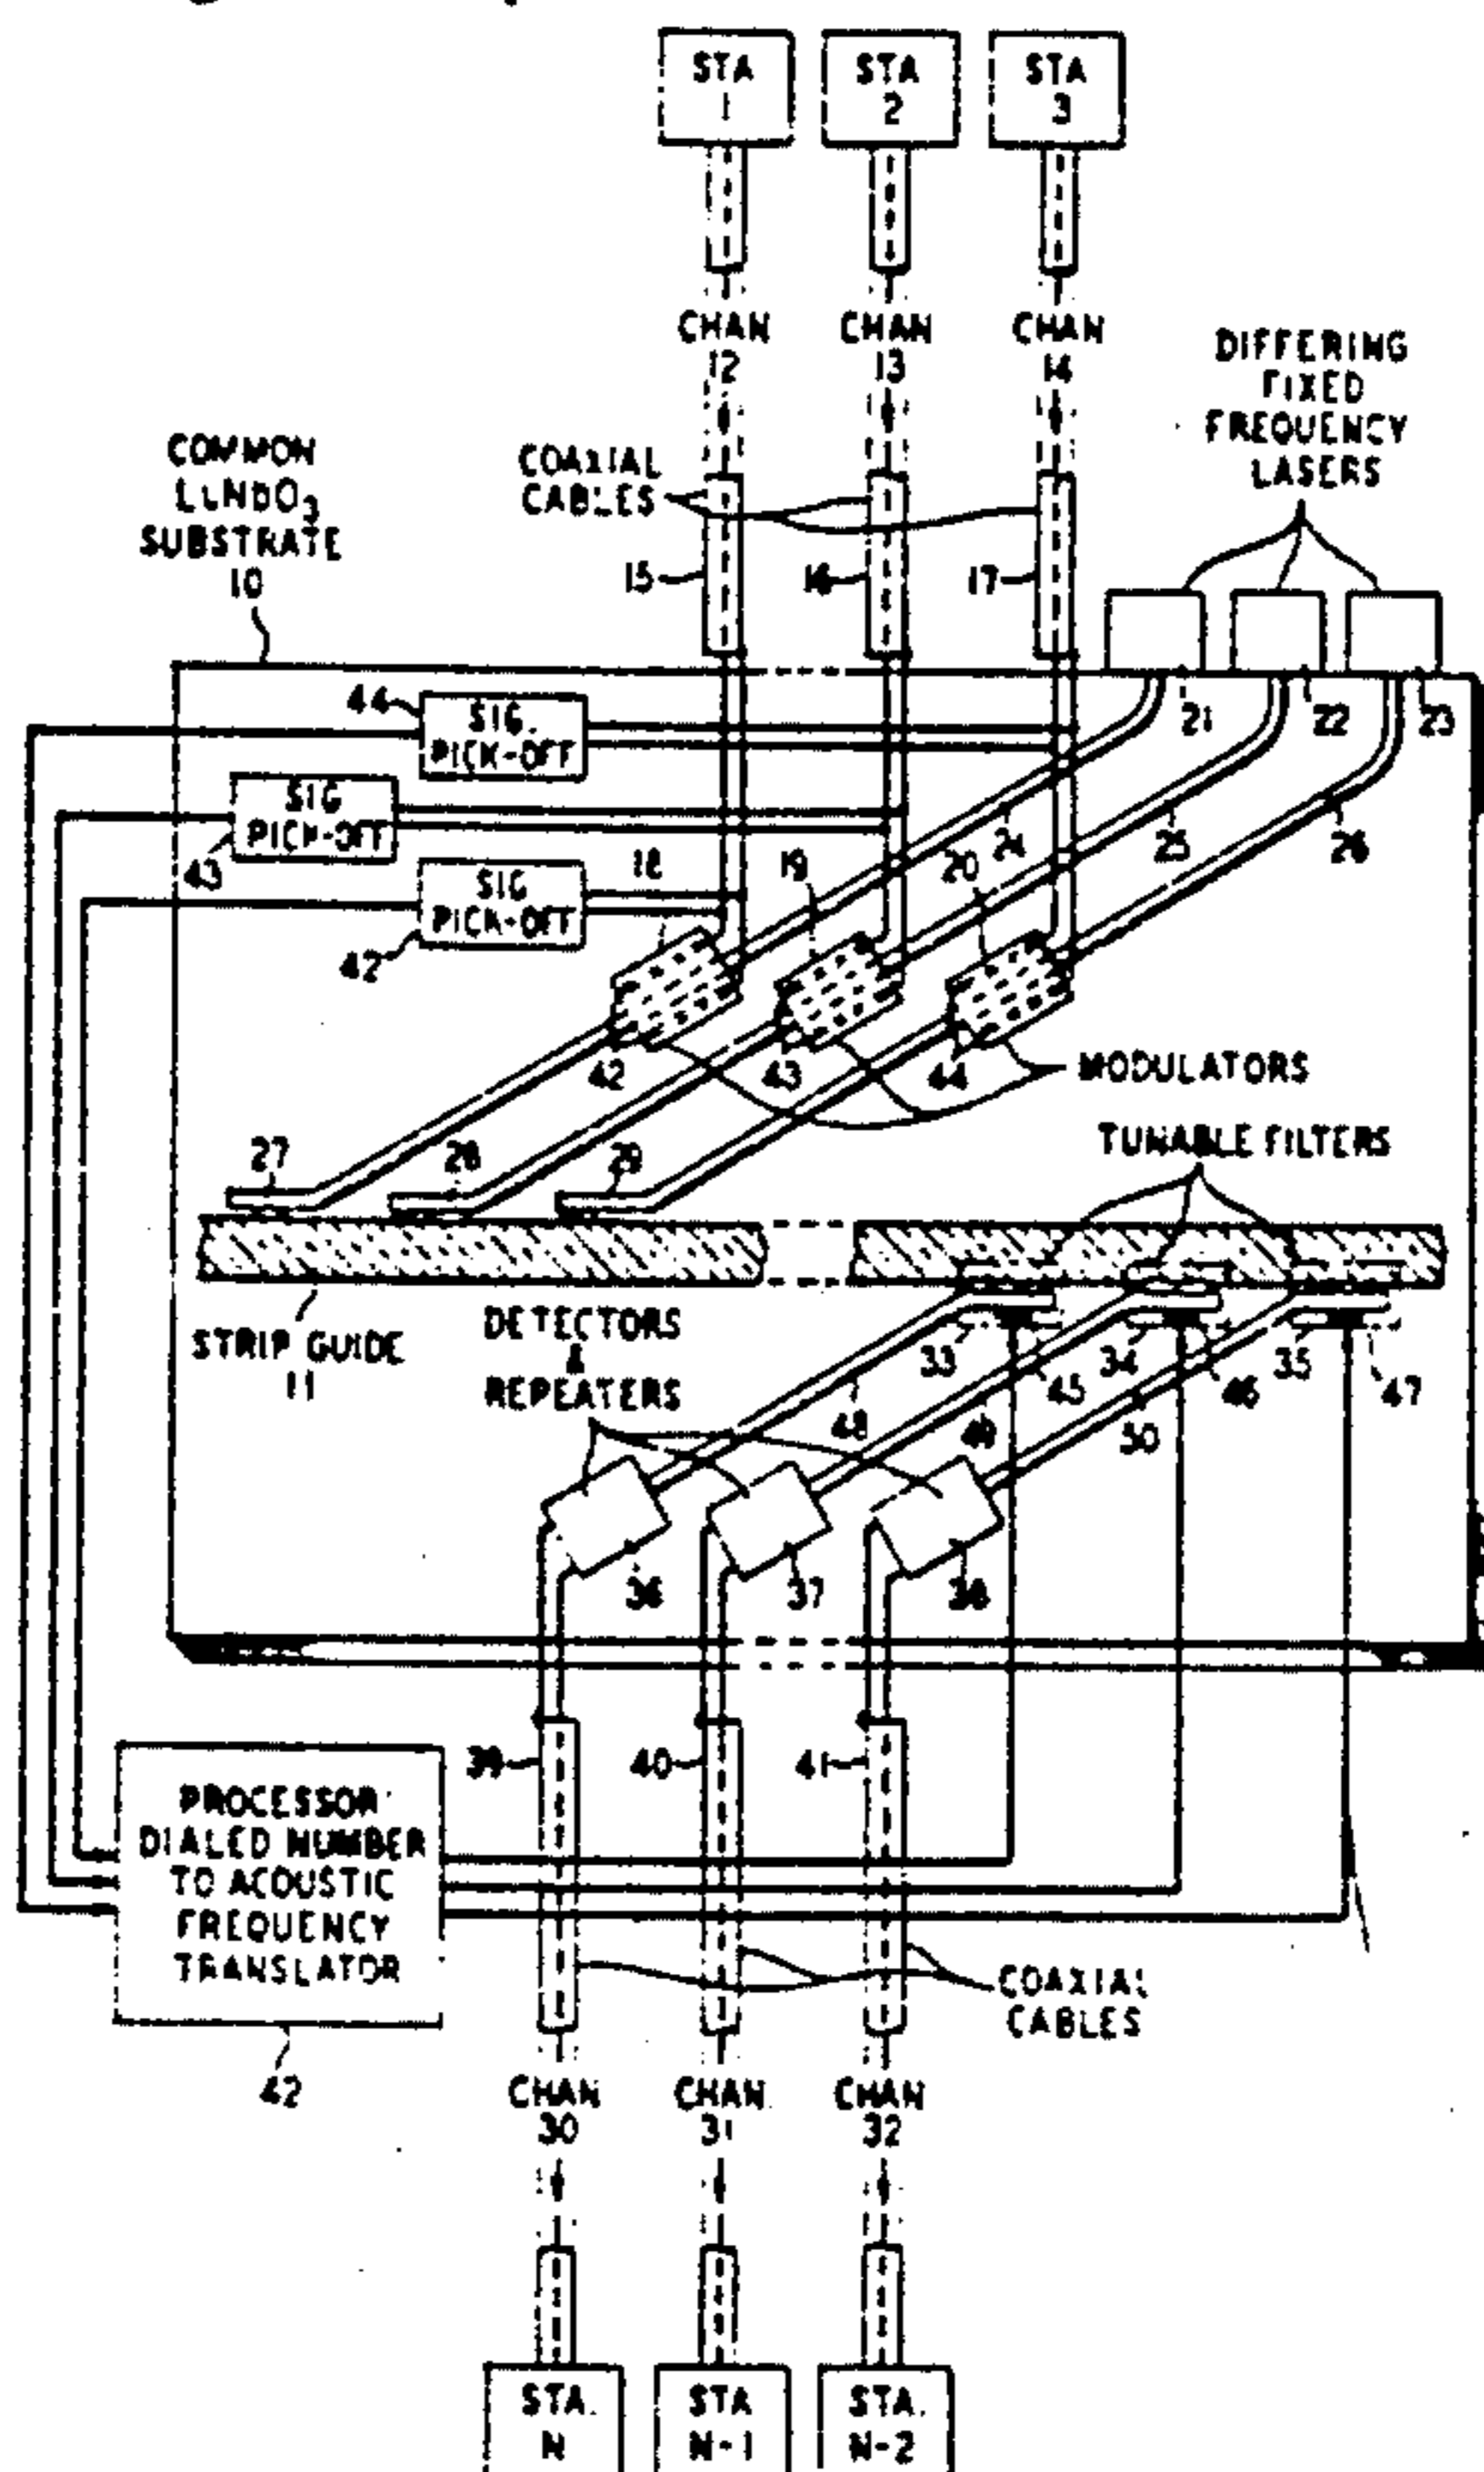 STA
1
STA
2
STA
3
CHAN
12
CHAN
13
CHAN
14
DIFFERING
FIXED
FREQUENCY
LASERS
COMMON
LiNbO3
SUBSTRATE
10
COAXIAL
CABLES
15
16
17
44
SIG.
PICK-OFF
21
22
23
SIG
PICK-OFF
43
18
19
20
24
25
26
SIG
PICK-OFF
42
42
43
44
MODULATORS
TUNABLE FILTERS
27
28
29
STRIP GUIDE
11
DETECTORS
&
REPEATERS
33
45
34
46
35
47
48
49
50
36
37
38
39
40
41
PROCESSOR
DIALED NUMBER
TO ACOUSTIC
FREQUENCY
TRANSLATOR
COAXIAL
CABLES
42
CHAN
30
CHAN
31
CHAN
32
STA.
N
STA
N-1
STA.
N-2